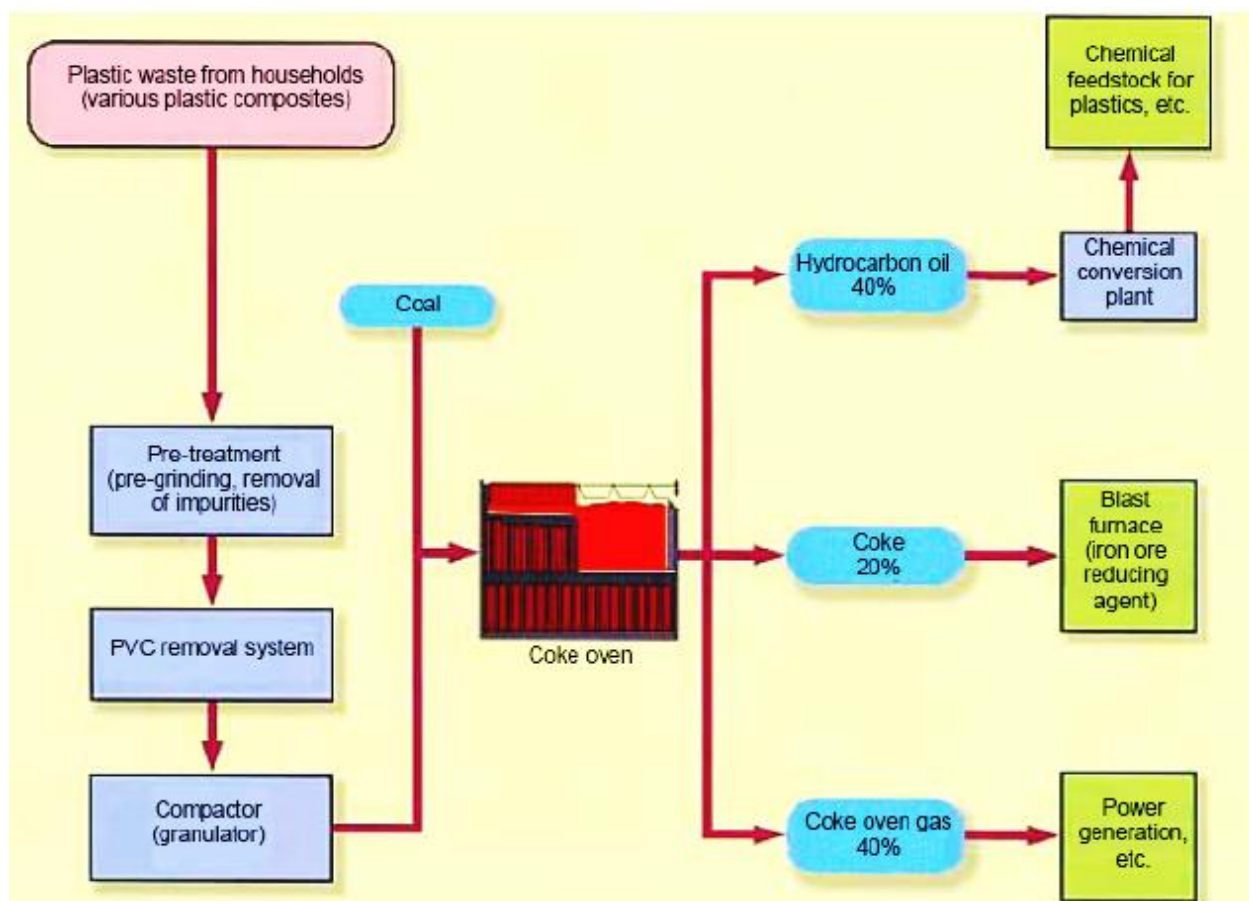 Plastic waste from households
(various plastic composites)
Pre-treatment
(pre-grinding, removal
of impurities)
PVC removal system
Compactor
(granulator)
Coal
Coke oven
Hydrocarbon oil
40%
Chemical
conversion
plant
Chemical
feedstock for
plastics, etc.
Coke
20%
Blast
furnace
(iron ore
reducing
agent)
Coke oven gas
40%
Power
generation,
etc.